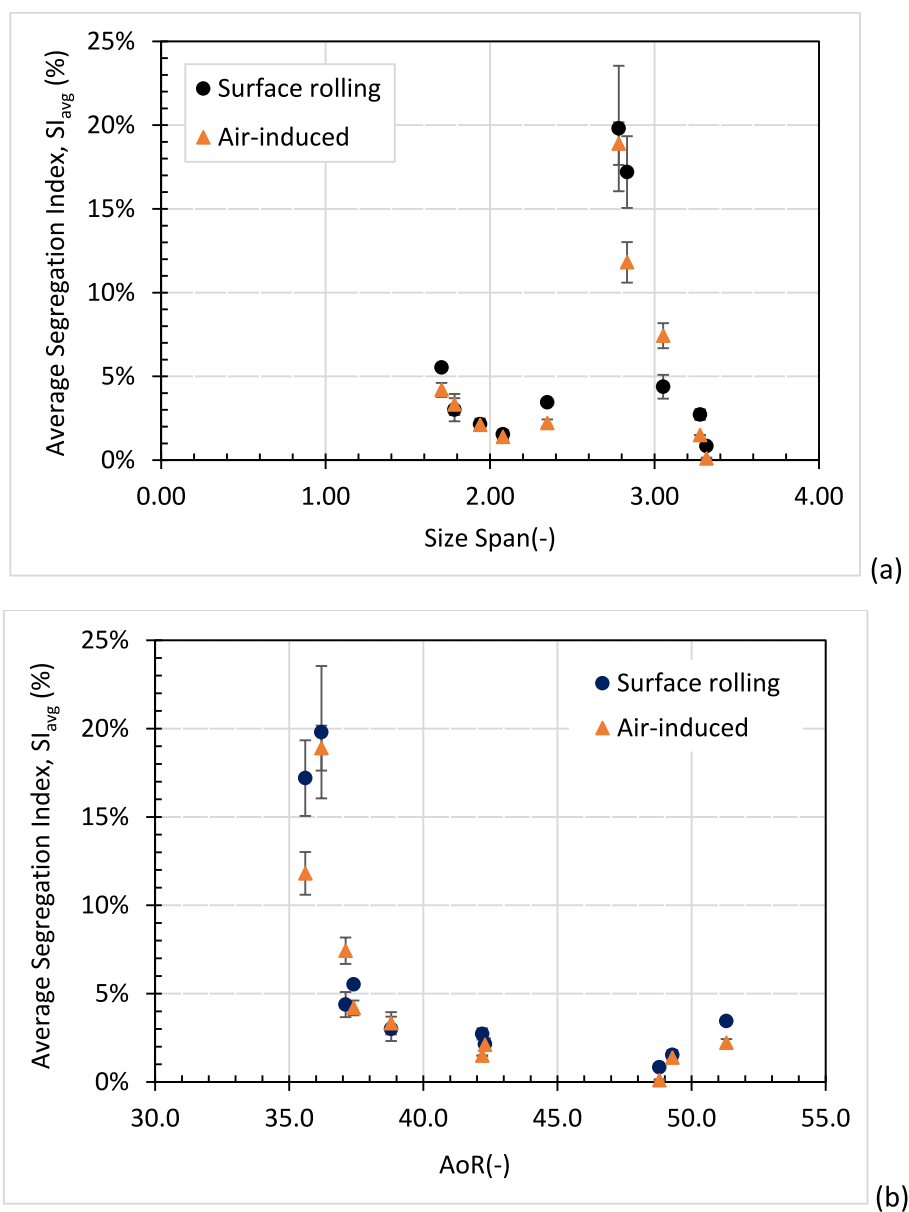 25%
20%
15%
10%
5%
0%
Average Segregation Index, SI_avg (%)
Surface rolling
Air-induced
0.00 1.00 2.00 3.00 4.00
Size Span(-)
(a)
25%
20%
15%
10%
5%
0%
Average Segregation Index, SI_avg (%)
Surface rolling
Air-induced
30.0 35.0 40.0 45.0 50.0 55.0
AoR(-)
(b)